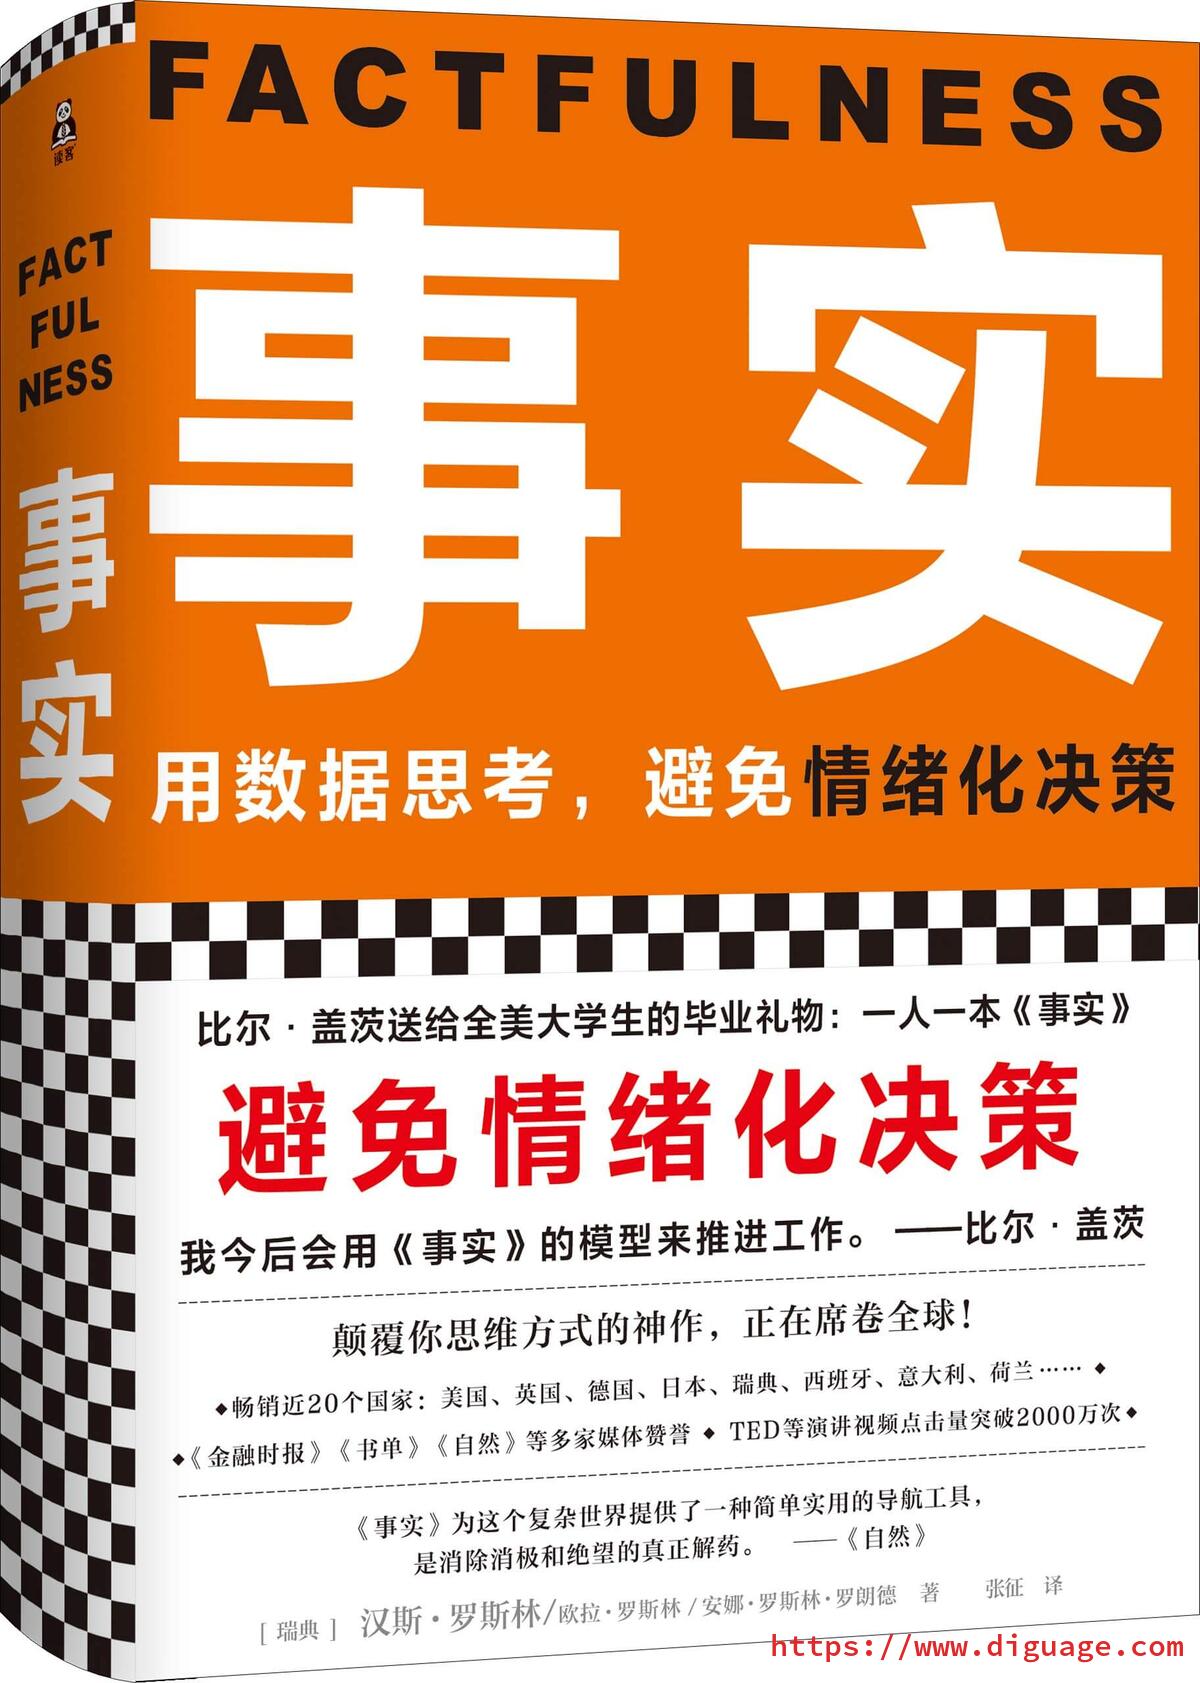 FACTFULNESS
事实
用数据思考，避免情绪化决策
比尔·盖茨送给全美大学生的毕业礼物：一人一本《事实》
避免情绪化决策
我今后会用《事实》的模型来推进工作。 ——比尔·盖茨
颠覆你思维方式的神作，正在席卷全球！
◆畅销近20个国家：美国、英国、德国、日本、瑞典、西班牙、意大利、荷兰…… ◆
◆《金融时报》《书单》《自然》等多家媒体赞誉 ◆ TED等演讲视频点击量突破2000万次◆
《事实》为这个复杂世界提供了一种简单实用的导航工具，
是消除消极和绝望的真正解药。 ——《自然》
[ 瑞典 ] 汉斯·罗斯林/欧拉·罗斯林/安娜·罗斯林·罗朗德 著 张征 译
读客
FACT
FUL
NESS
事实
https://www.diguage.com